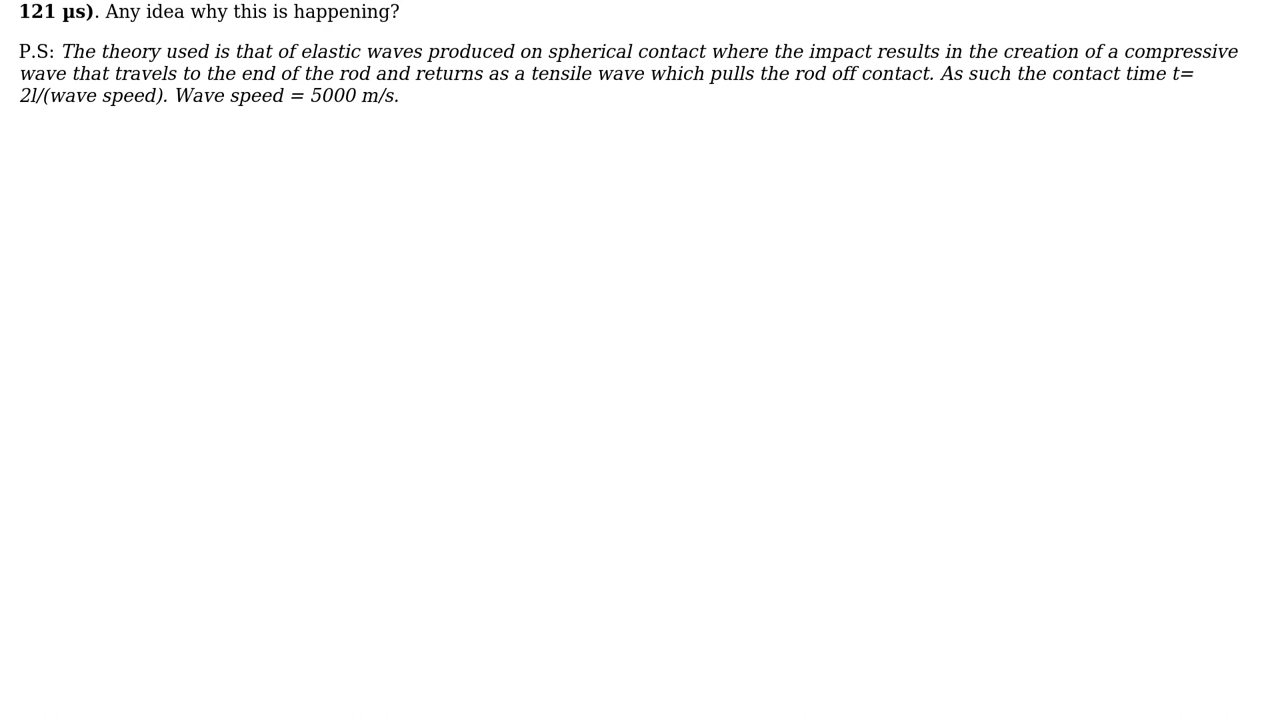 121 μs). Any idea why this is happening?
P.S: The theory used is that of elastic waves produced on spherical contact where the impact results in the creation of a compressive
wave that travels to the end of the rod and returns as a tensile wave which pulls the rod off contact. As such the contact time t=
2l/(wave speed). Wave speed = 5000 m/s.